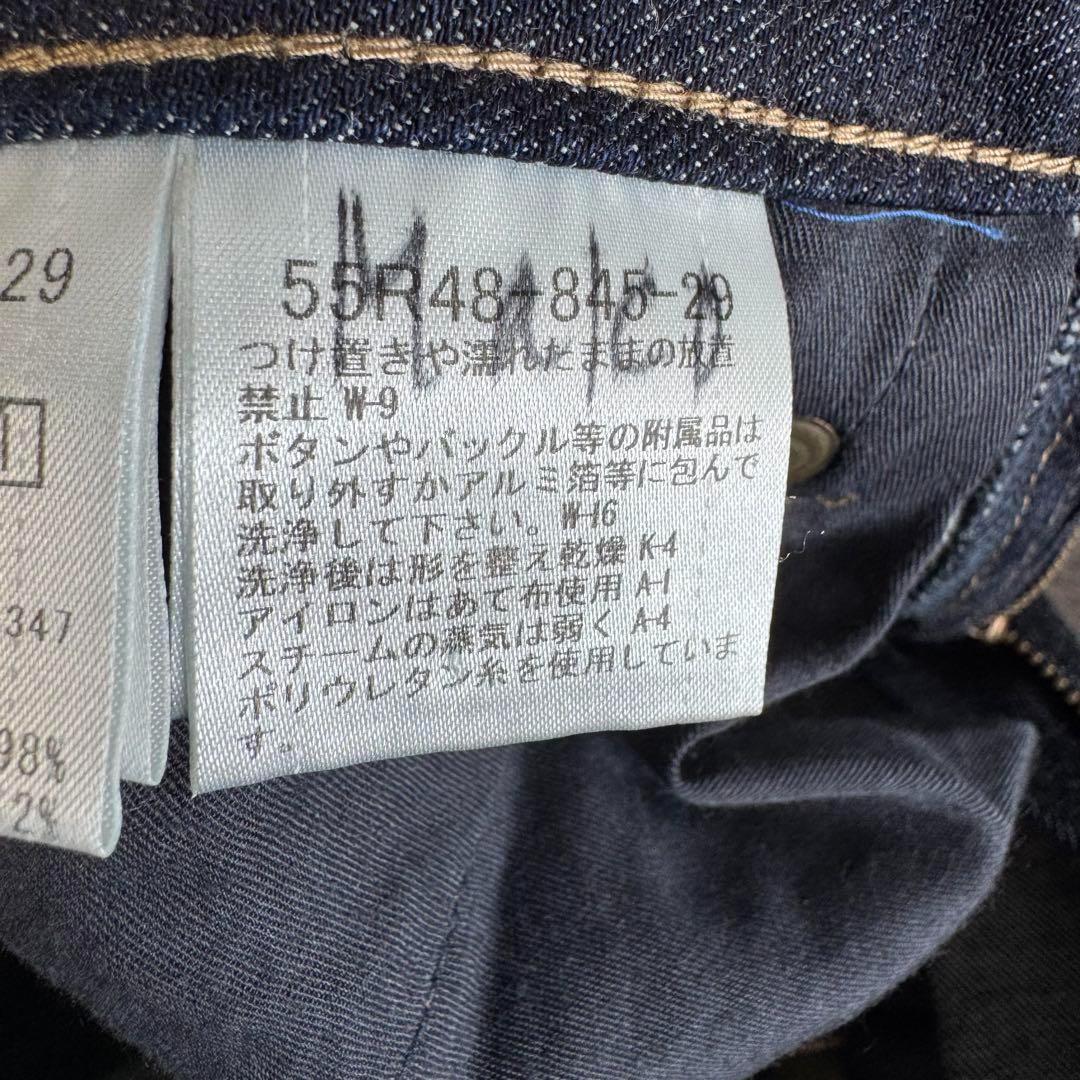 29
347
98%
2%
55R48-845-29
つけ置きや濡れたままの放置
禁止 W-9
ボタンやバックル等の附属品は
取り外すかアルミ箔等に包んで
洗浄して下さい。W-16
洗浄後は形を整え乾燥 K-4
アイロンはあて布使用 A-1
スチームの蒸気は弱く A-4
ポリウレタン糸を使用していま
す。